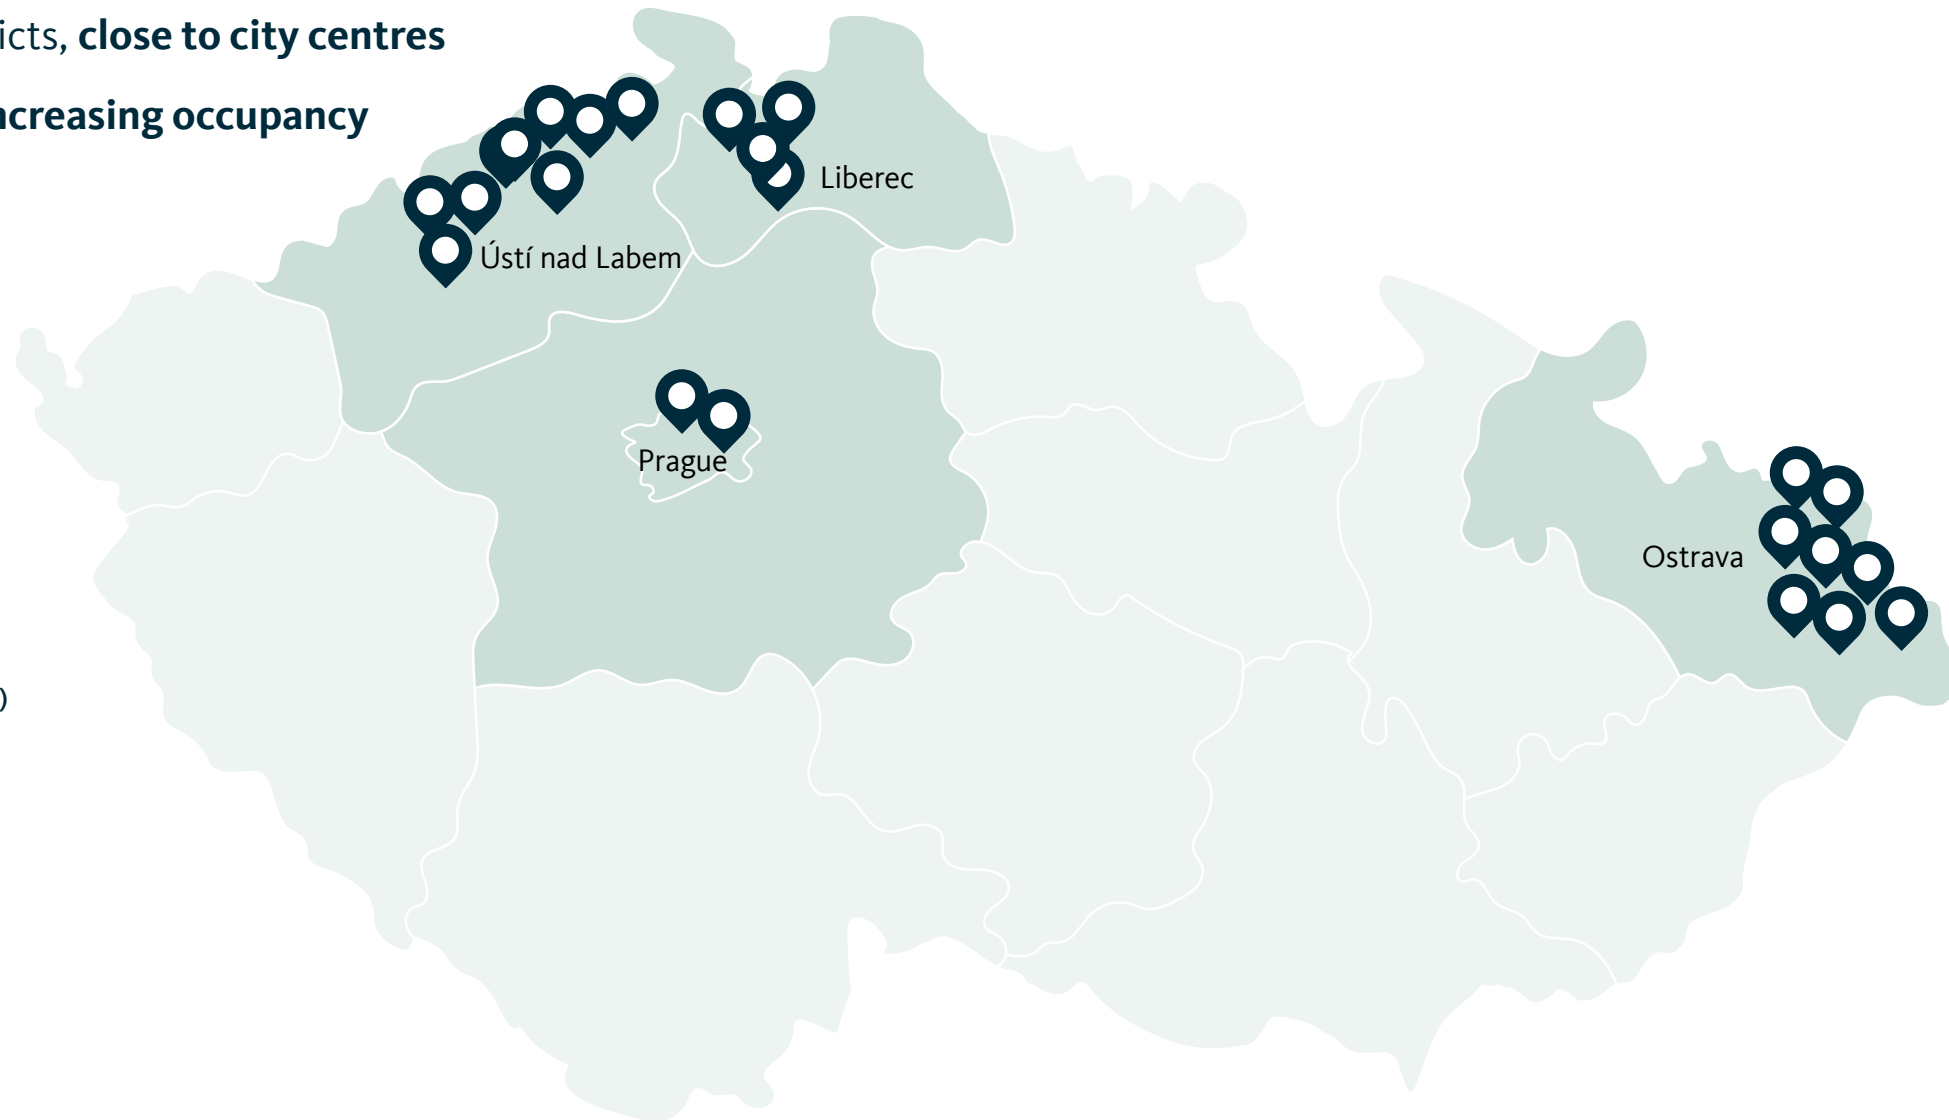 icts, close to city centres
ncreasing occupancy
Liberec
Ústí nad Labem
Prague
Ostrava
)